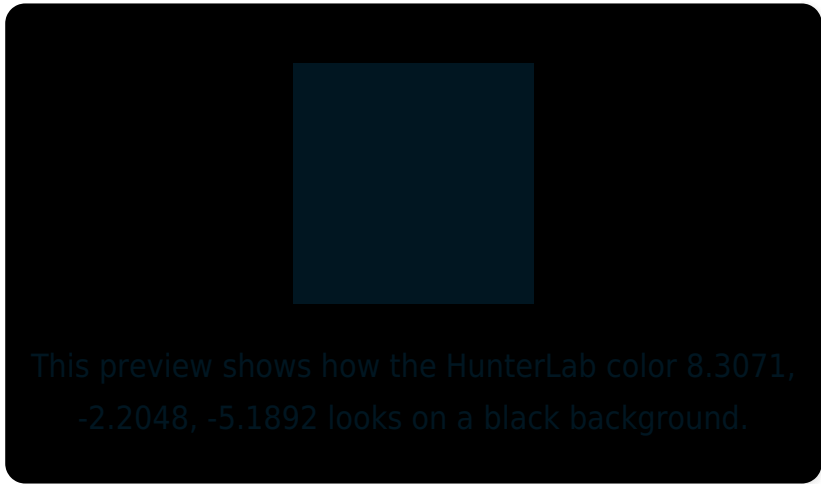 This preview shows how the HunterLab color 8.3071,
-2.2048, -5.1892 looks on a black background.